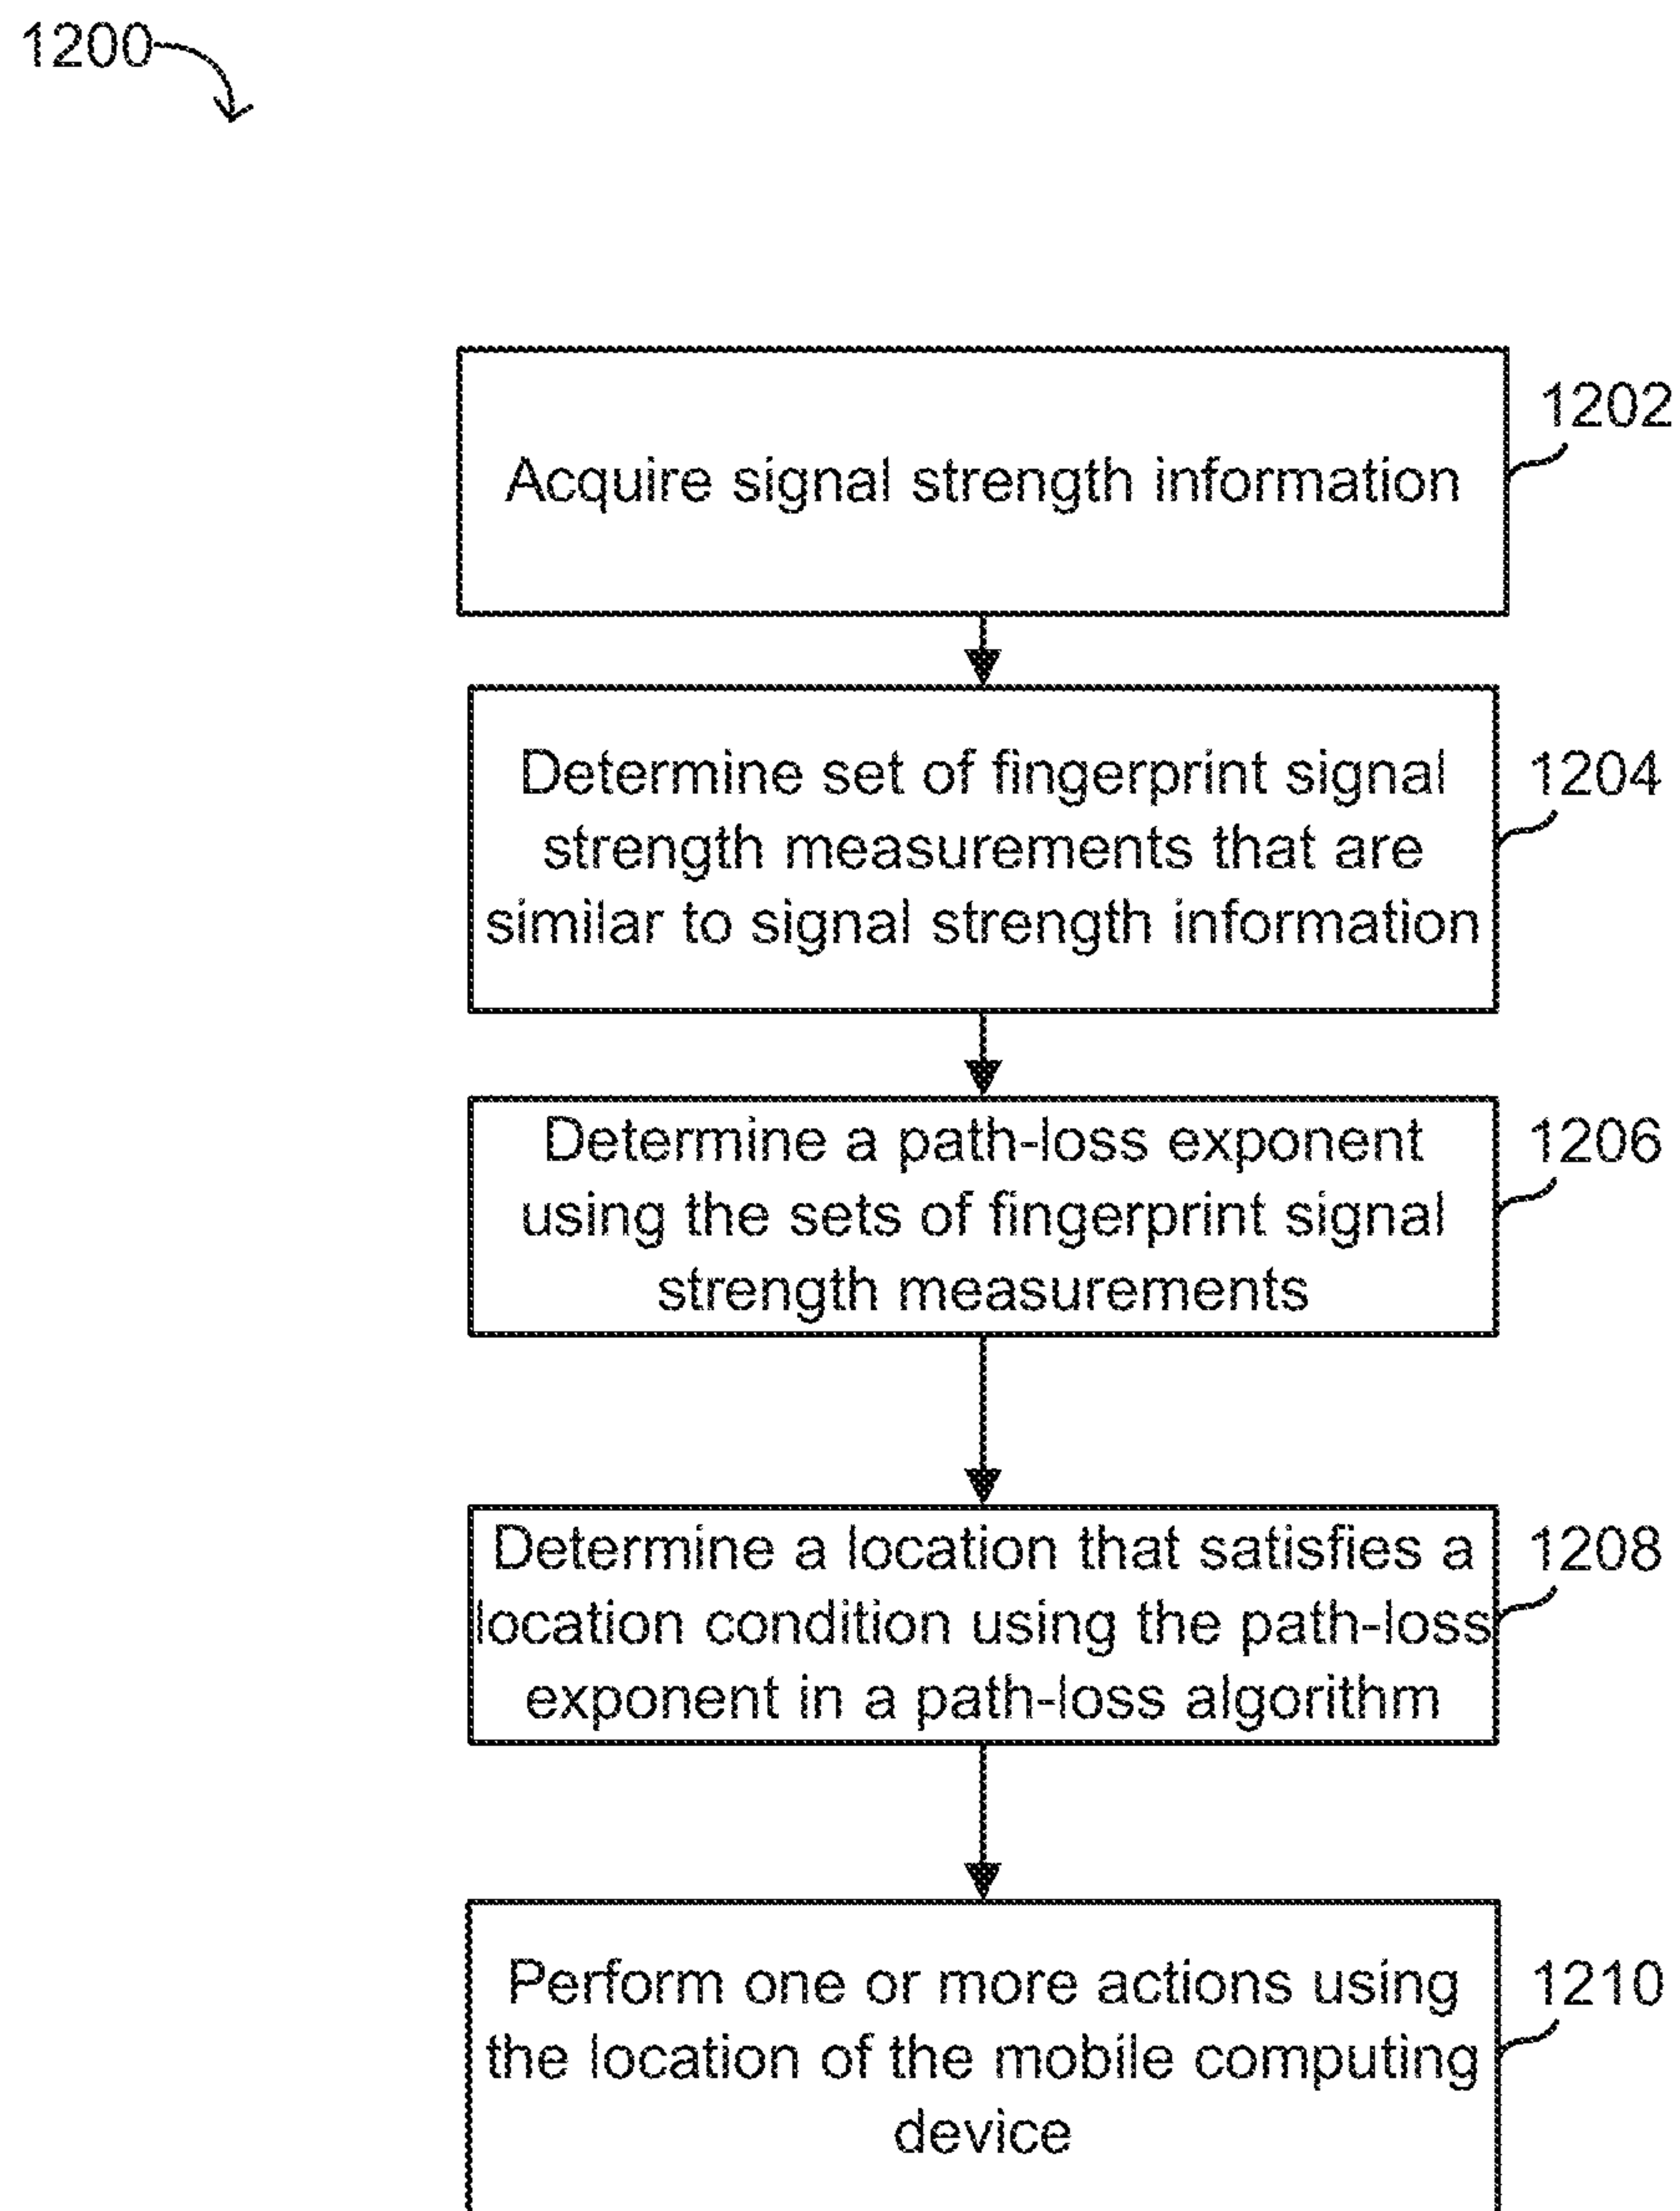 1200
Acquire signal strength information
1202
Determine set of fingerprint signal
strength measurements that are
similar to signal strength information
1204
Determine a path-loss exponent
using the sets of fingerprint signal
strength measurements
1206
Determine a location that satisfies a
location condition using the path-loss
exponent in a path-loss algorithm
1208
Perform one or more actions using
the location of the mobile computing
device
1210